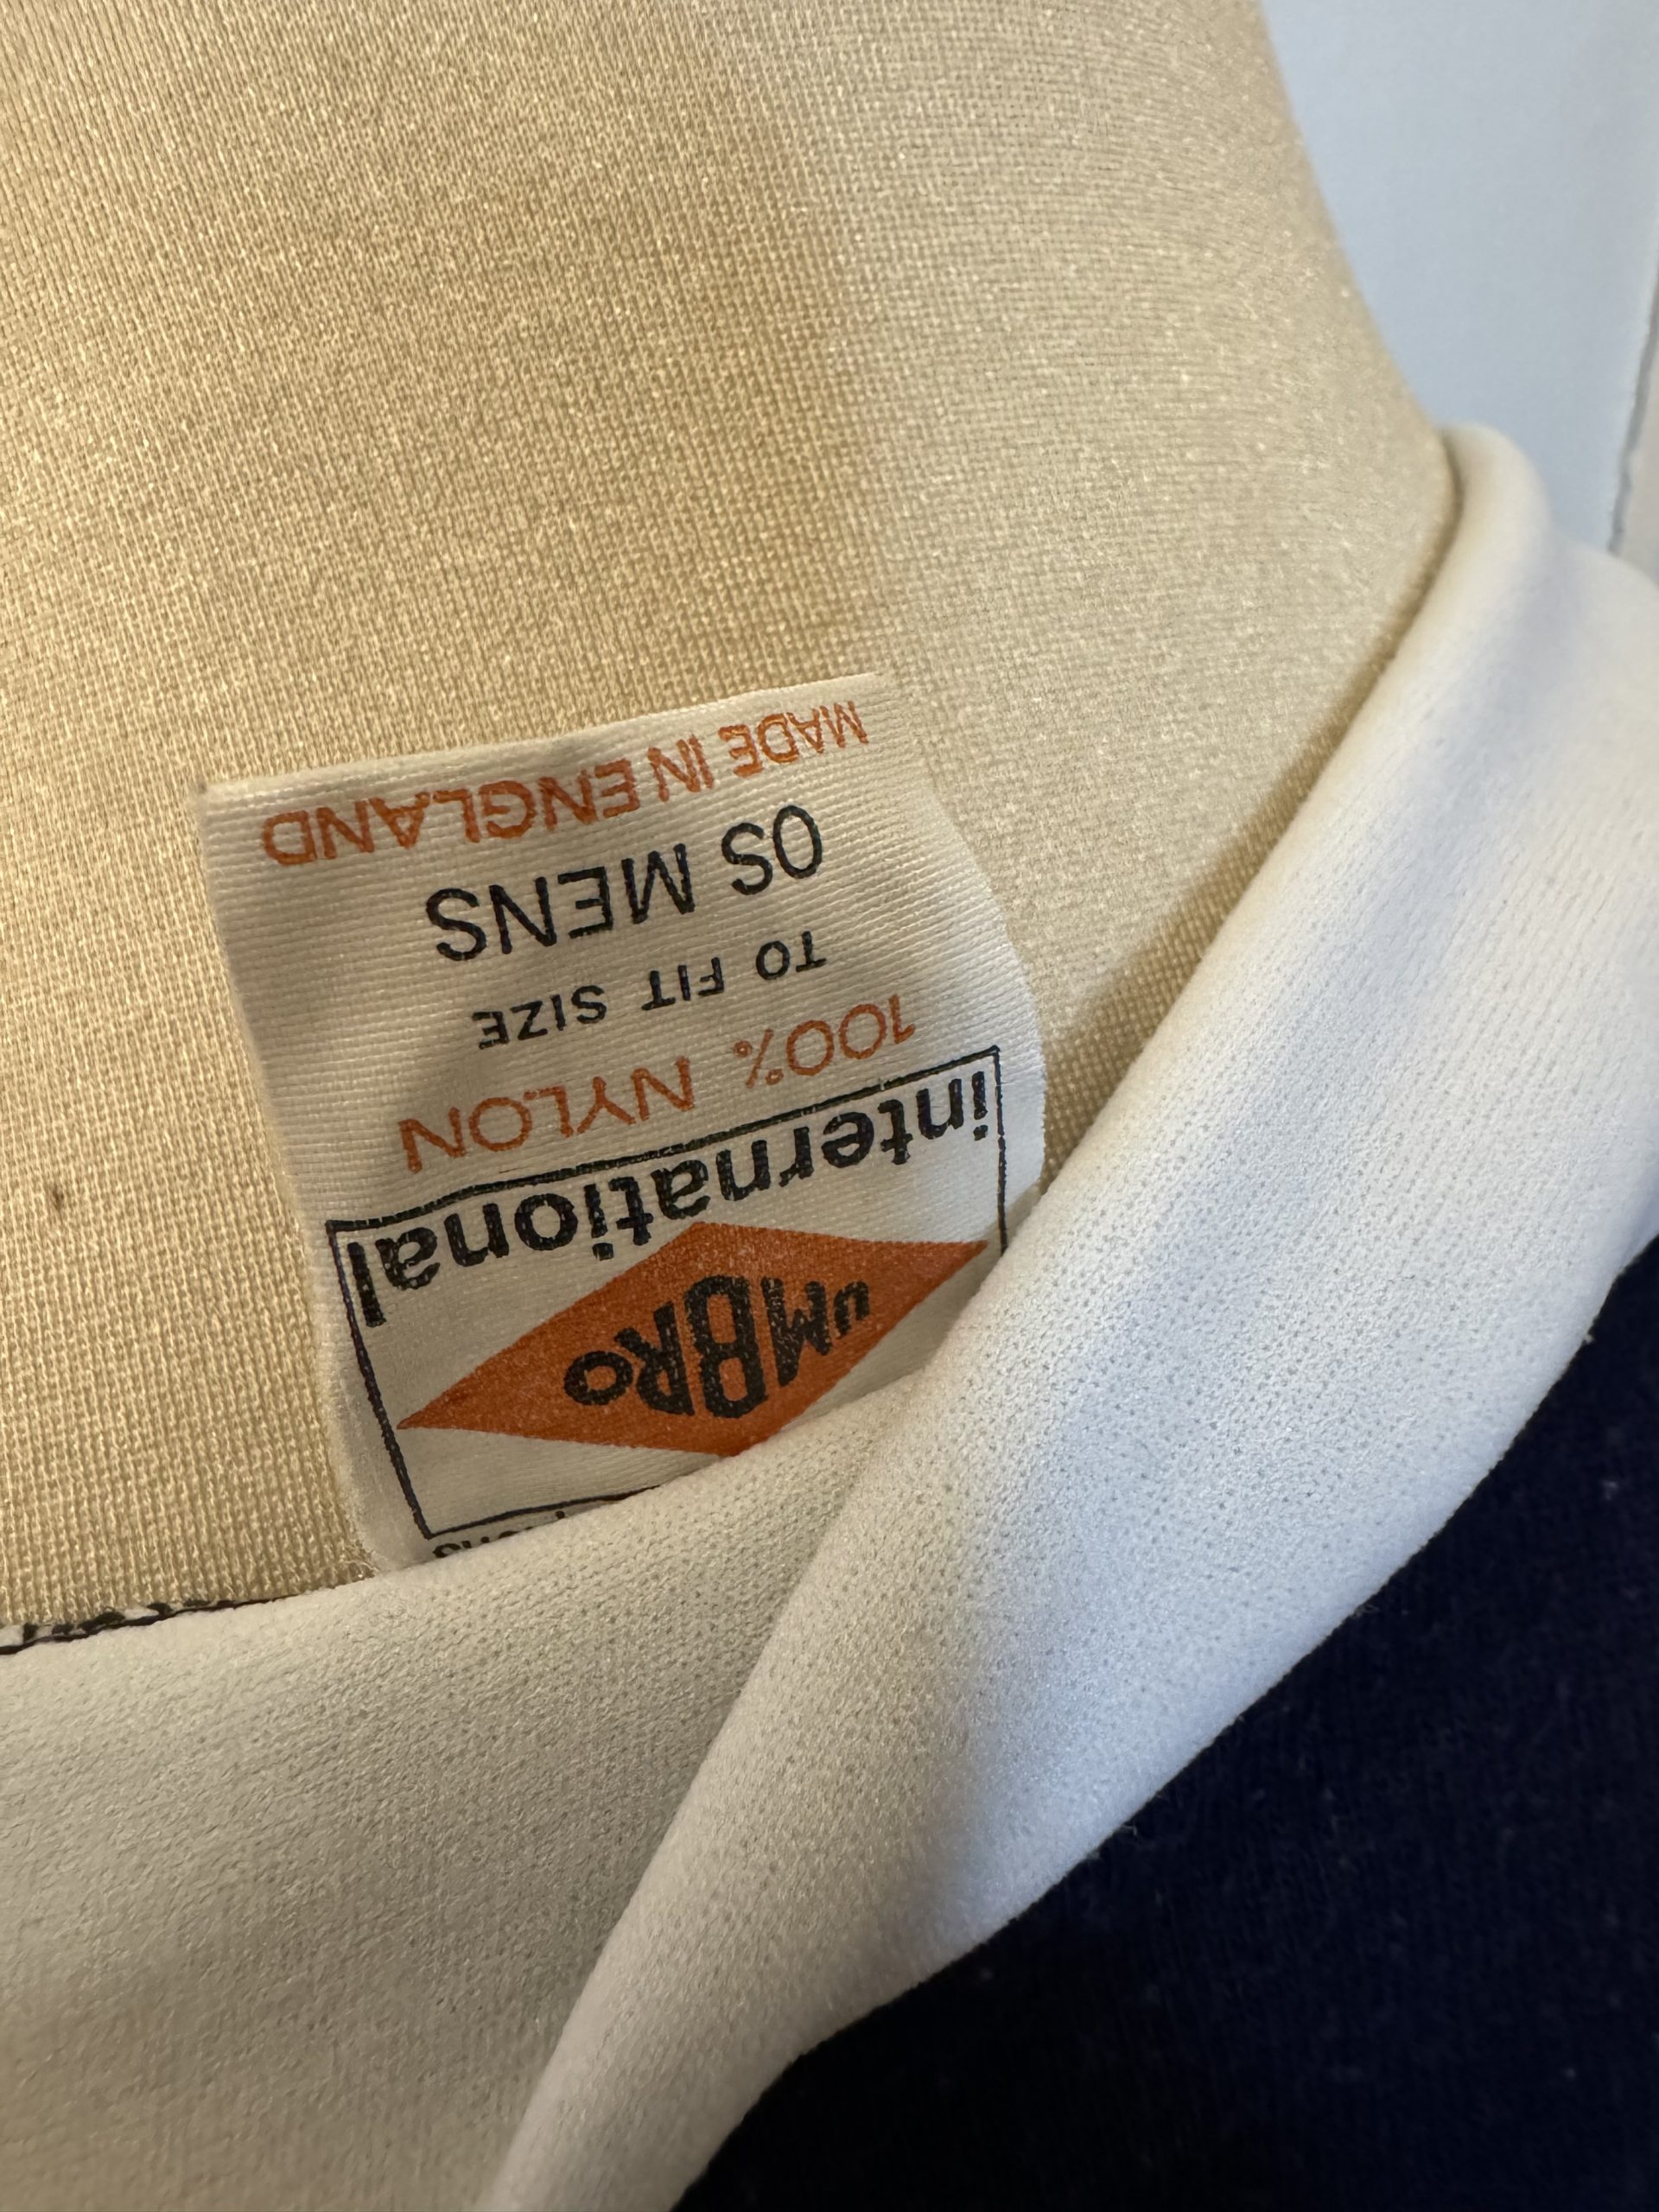 uMBRo
international
100% NYLON
TO FIT SIZE
OS MENS
MADE IN ENGLAND